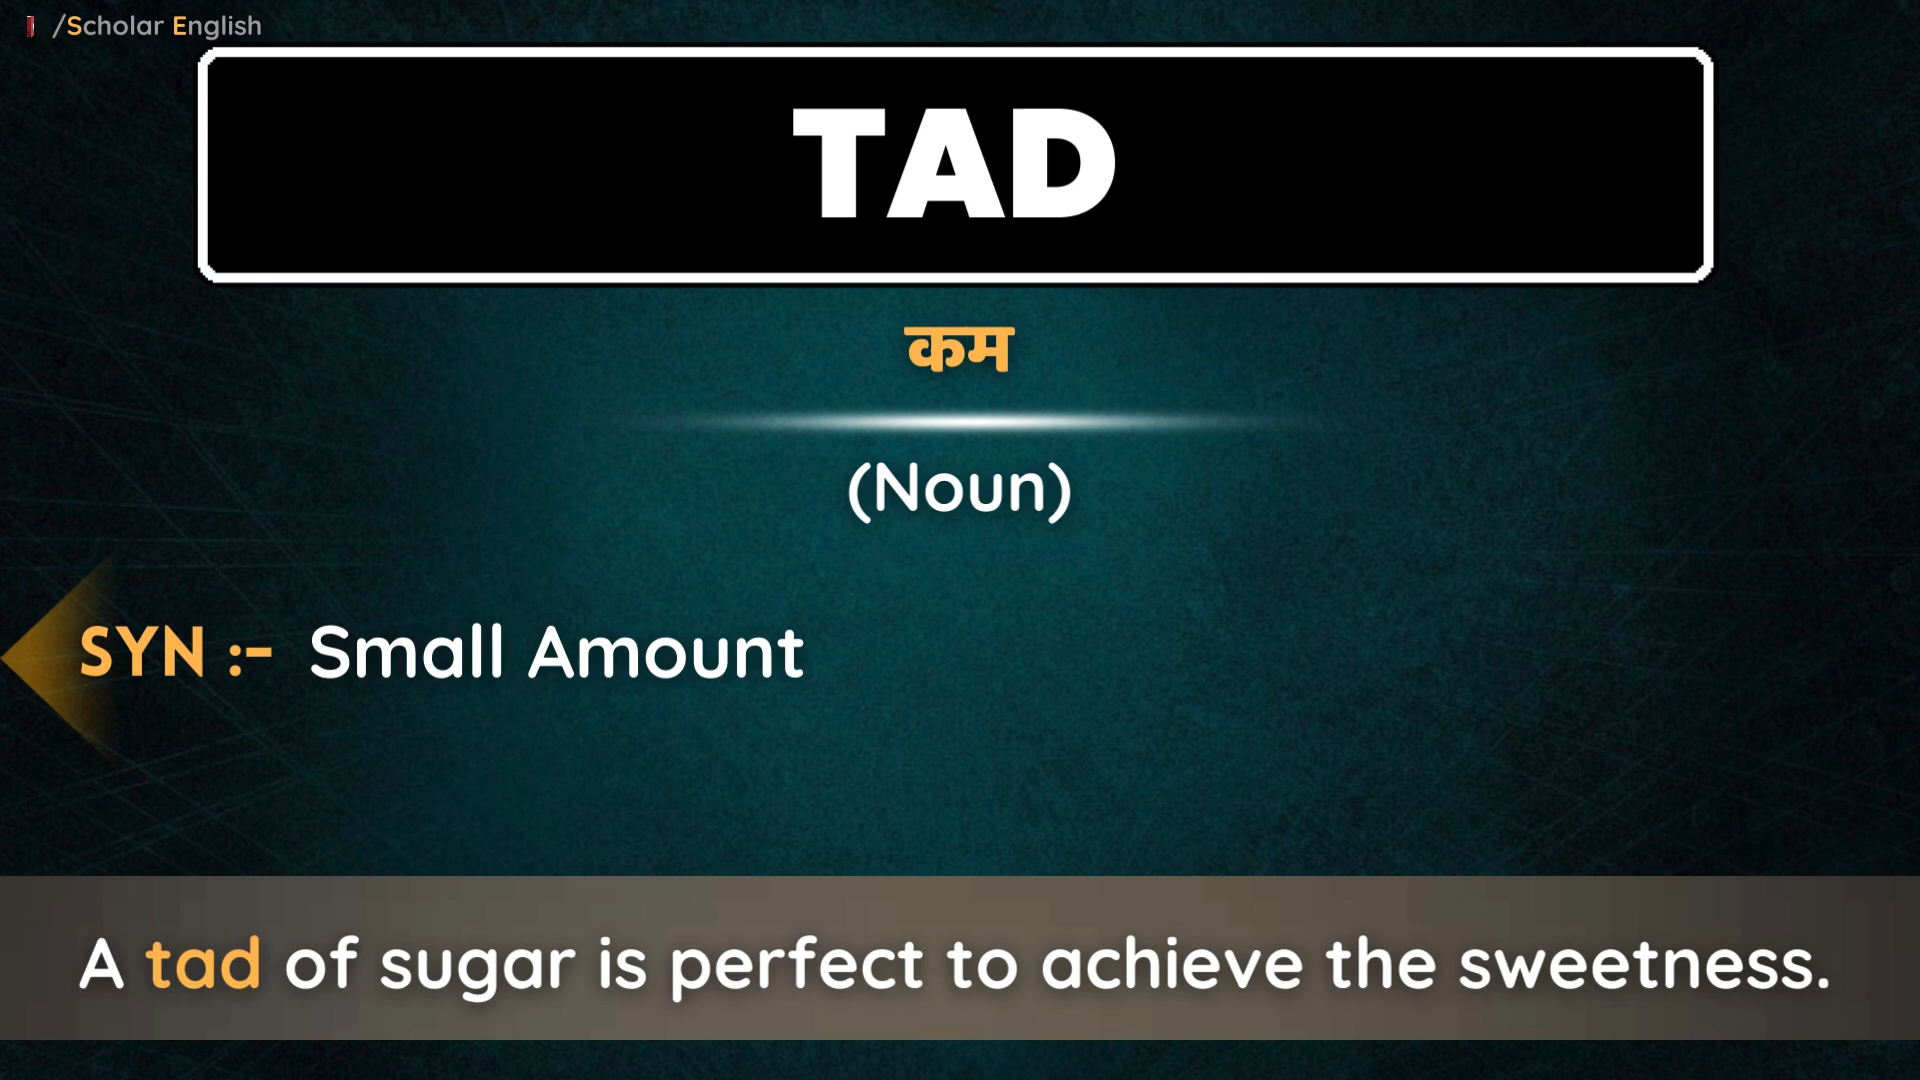 /Scholar English
TAD
कम
(Noun)
SYN :- Small Amount
A tad of sugar is perfect to achieve the sweetness.